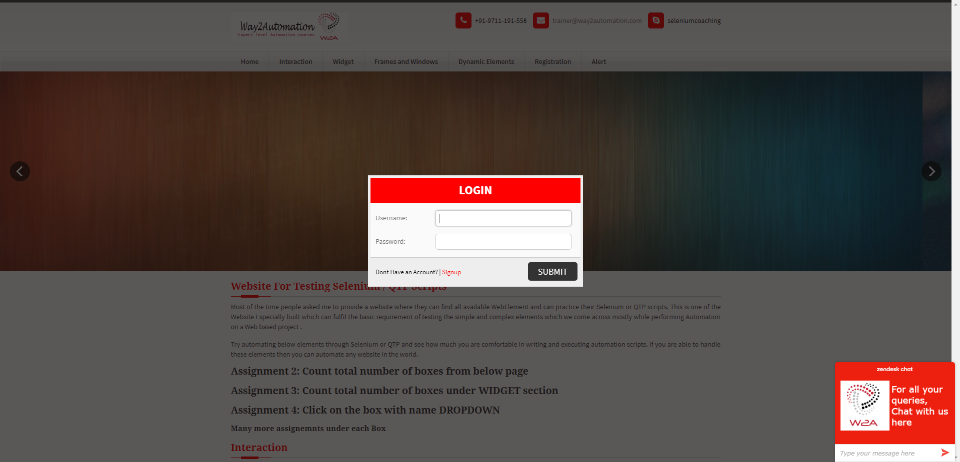 Way2Automation
W2A
+91-9711-191-558
trainer@way2automation.com
seleniumcoaching
Home
Interaction
Widget
Frames and Windows
Dynamic Elements
Registration
Alert
LOGIN
Username:
Password:
Dont Have an Account? | Signup
SUBMIT
Website For Testing Selenium / QTP Scripts
Most of the time people asked me to provide a website where they can find all available WebElement and can practice their Selenium or QTP scripts. This is one of the
Website I specially built which can fulfill the basic requirement of testing the simple and complex elements which we come across mostly while performing Automation
on a Web based project .
Try automating below elements through Selenium or QTP and see how much you are comfortable in writing and executing automation scripts. If you are able to handle
these elements then you can automate any website in the world.
Assignment 2: Count total number of boxes from below page
Assignment 3: Count total number of boxes under WIDGET section
Assignment 4: Click on the box with name DROPDOWN
Many more assignemnts under each Box
Interaction
zendesk chat
W2A
For all your
queries,
Chat with us
here
Type your message here